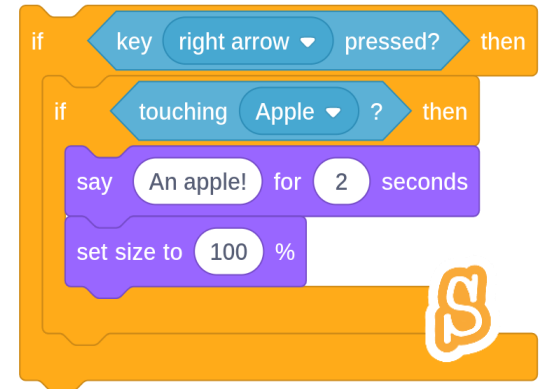 if key right arrow pressed? then
if touching Apple ? then
say An apple! for 2 seconds
set size to 100 %
S